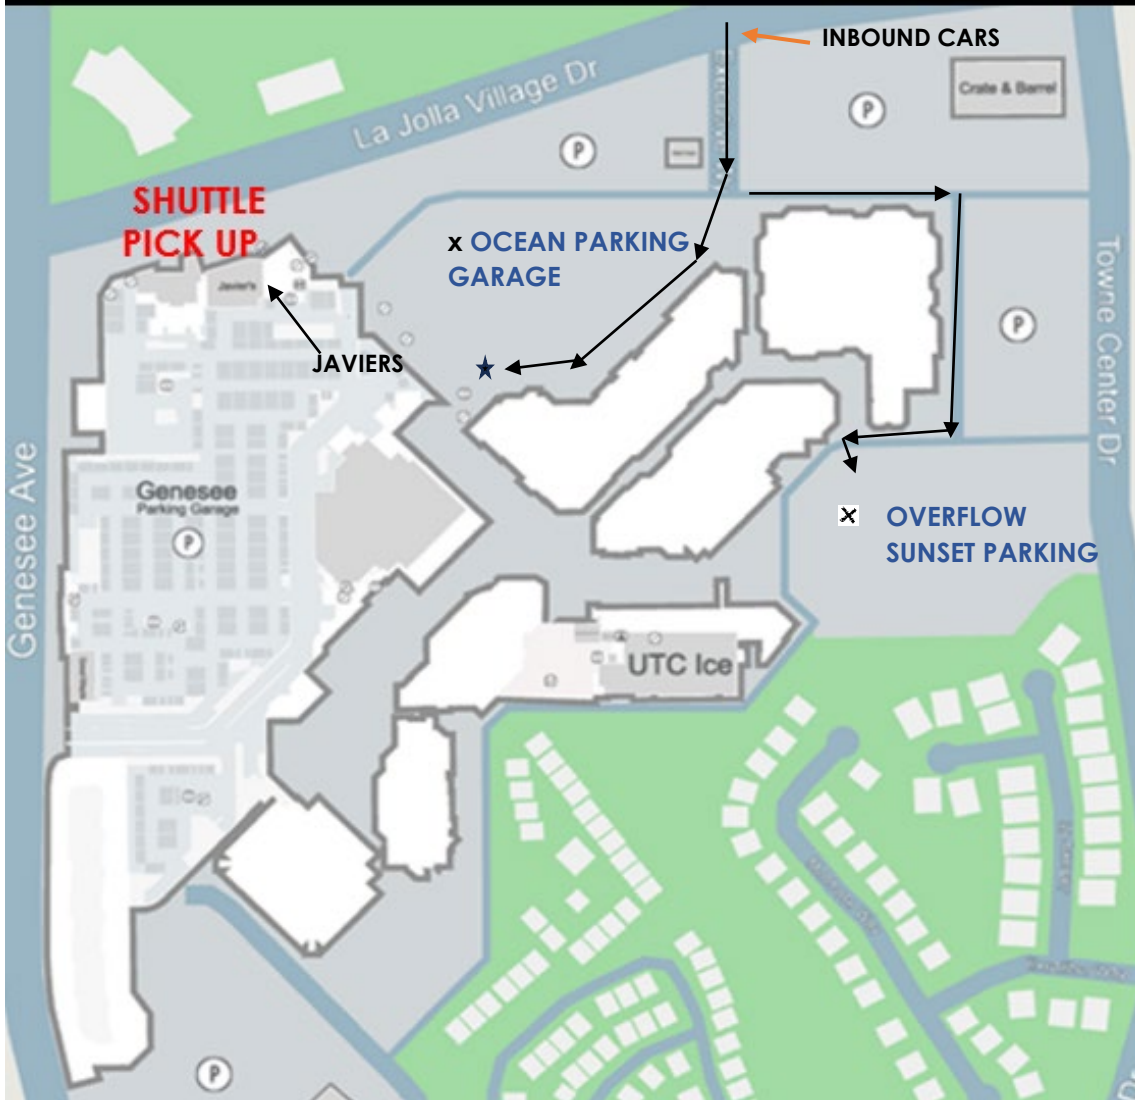 INBOUND CARS
La Jolla Village Dr
Crate & Barrel
P
P
SHUTTLE
PICK UP
x OCEAN PARKING
GARAGE
Javier's
JAVIERS
P
Towne Center Dr
Genesee Ave
Genesee
Parking Garage
P
x OVERFLOW
SUNSET PARKING
UTC Ice
P
Dr